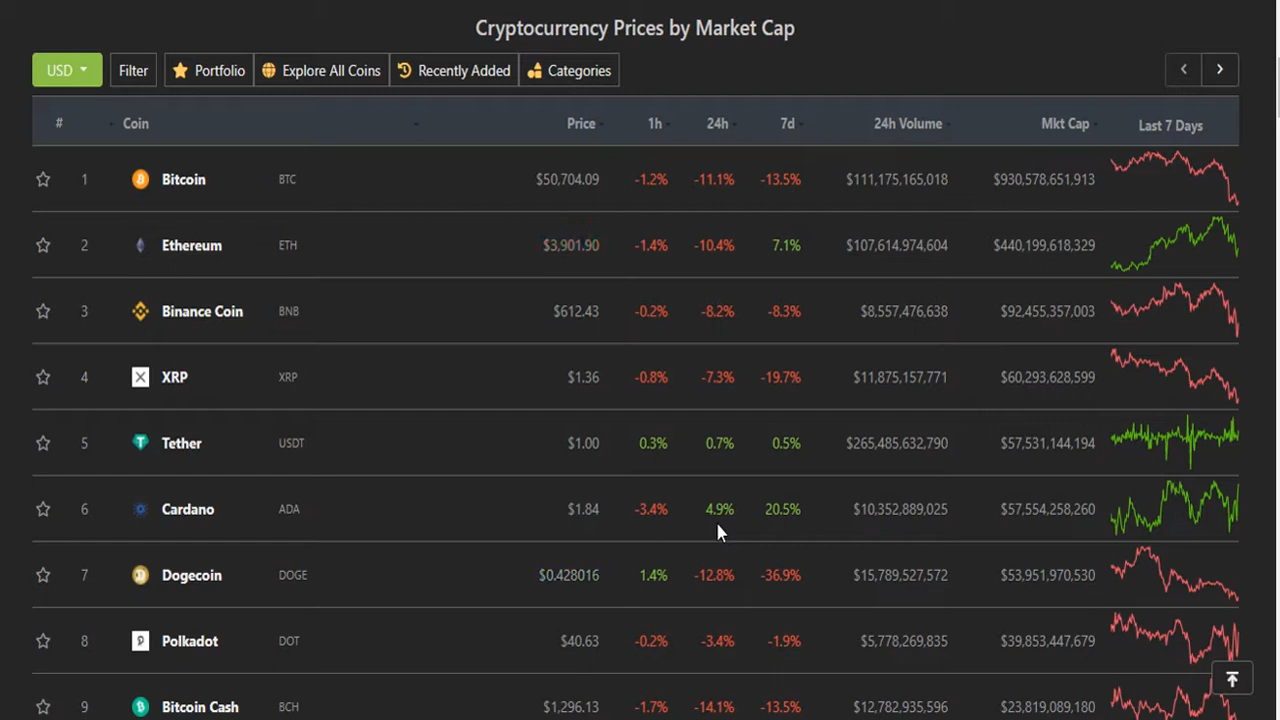 Cryptocurrency Prices by Market Cap
USD Filter Portfolio Explore All Coins Recently Added Categories
# Coin Price 1h 24h 7d 24h Volume Mkt Cap Last 7 Days
1 Bitcoin BTC $50,704.09 -1.2% -11.1% -13.5% $111,175,165,018 $930,578,651,913
2 Ethereum ETH $3,901.90 -1.4% -10.4% 7.1% $107,614,974,604 $440,199,618,329
3 Binance Coin BNB $612.43 -0.2% -8.2% -8.3% $8,557,476,638 $92,455,357,003
4 XRP XRP $1.36 -0.8% -7.3% -19.7% $11,875,157,771 $60,293,628,599
5 Tether USDT $1.00 0.3% 0.7% 0.5% $265,485,632,790 $57,531,144,194
6 Cardano ADA $1.84 -3.4% 4.9% 20.5% $10,352,889,025 $57,554,258,260
7 Dogecoin DOGE $0.428016 1.4% -12.8% -36.9% $15,789,527,572 $53,951,970,530
8 Polkadot DOT $40.63 -0.2% -3.4% -1.9% $5,778,269,835 $39,853,447,679
9 Bitcoin Cash BCH $1,296.13 -1.7% -14.1% -13.5% $12,782,935,596 $23,819,089,180